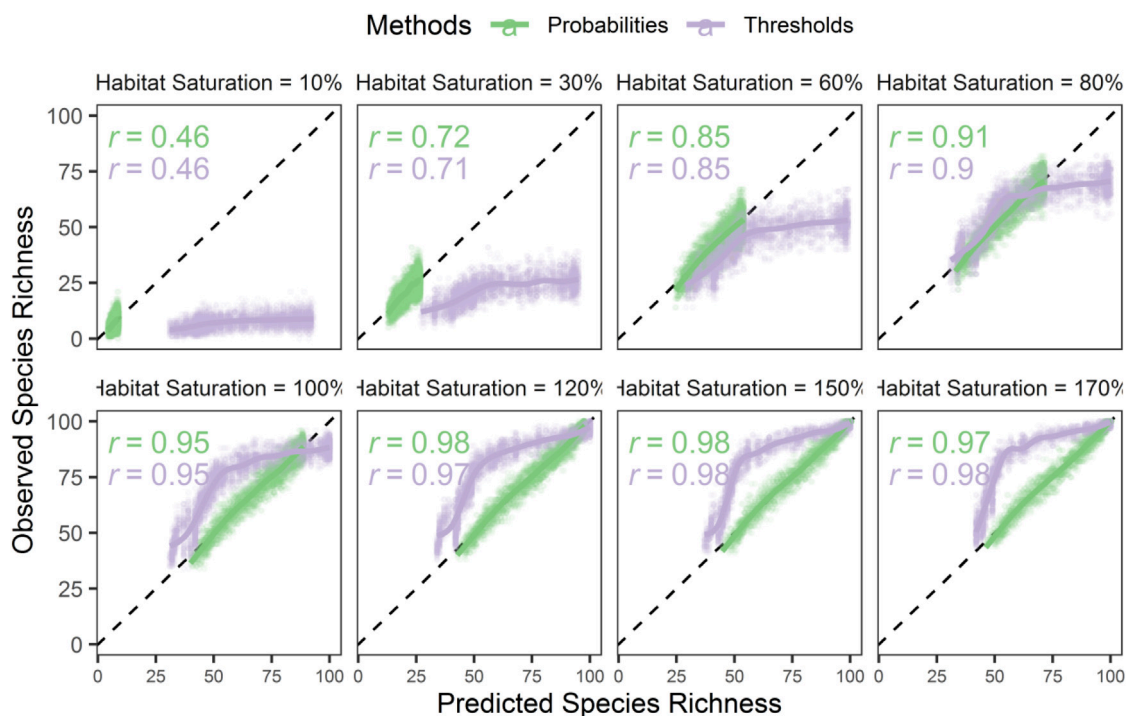 Methods a Probabilities a Thresholds
Habitat Saturation = 10% Habitat Saturation = 30% Habitat Saturation = 60% Habitat Saturation = 80%
100
75
50
25
0
r = 0.46
r = 0.46
r = 0.72
r = 0.71
r = 0.85
r = 0.85
r = 0.91
r = 0.9
Habitat Saturation = 100% Habitat Saturation = 120% Habitat Saturation = 150% Habitat Saturation = 170%
100
75
50
25
0
r = 0.95
r = 0.95
r = 0.98
r = 0.97
r = 0.98
r = 0.98
r = 0.97
r = 0.98
0 25 50 75 100 0 25 50 75 100 0 25 50 75 100 0 25 50 75 100
Observed Species Richness
Predicted Species Richness